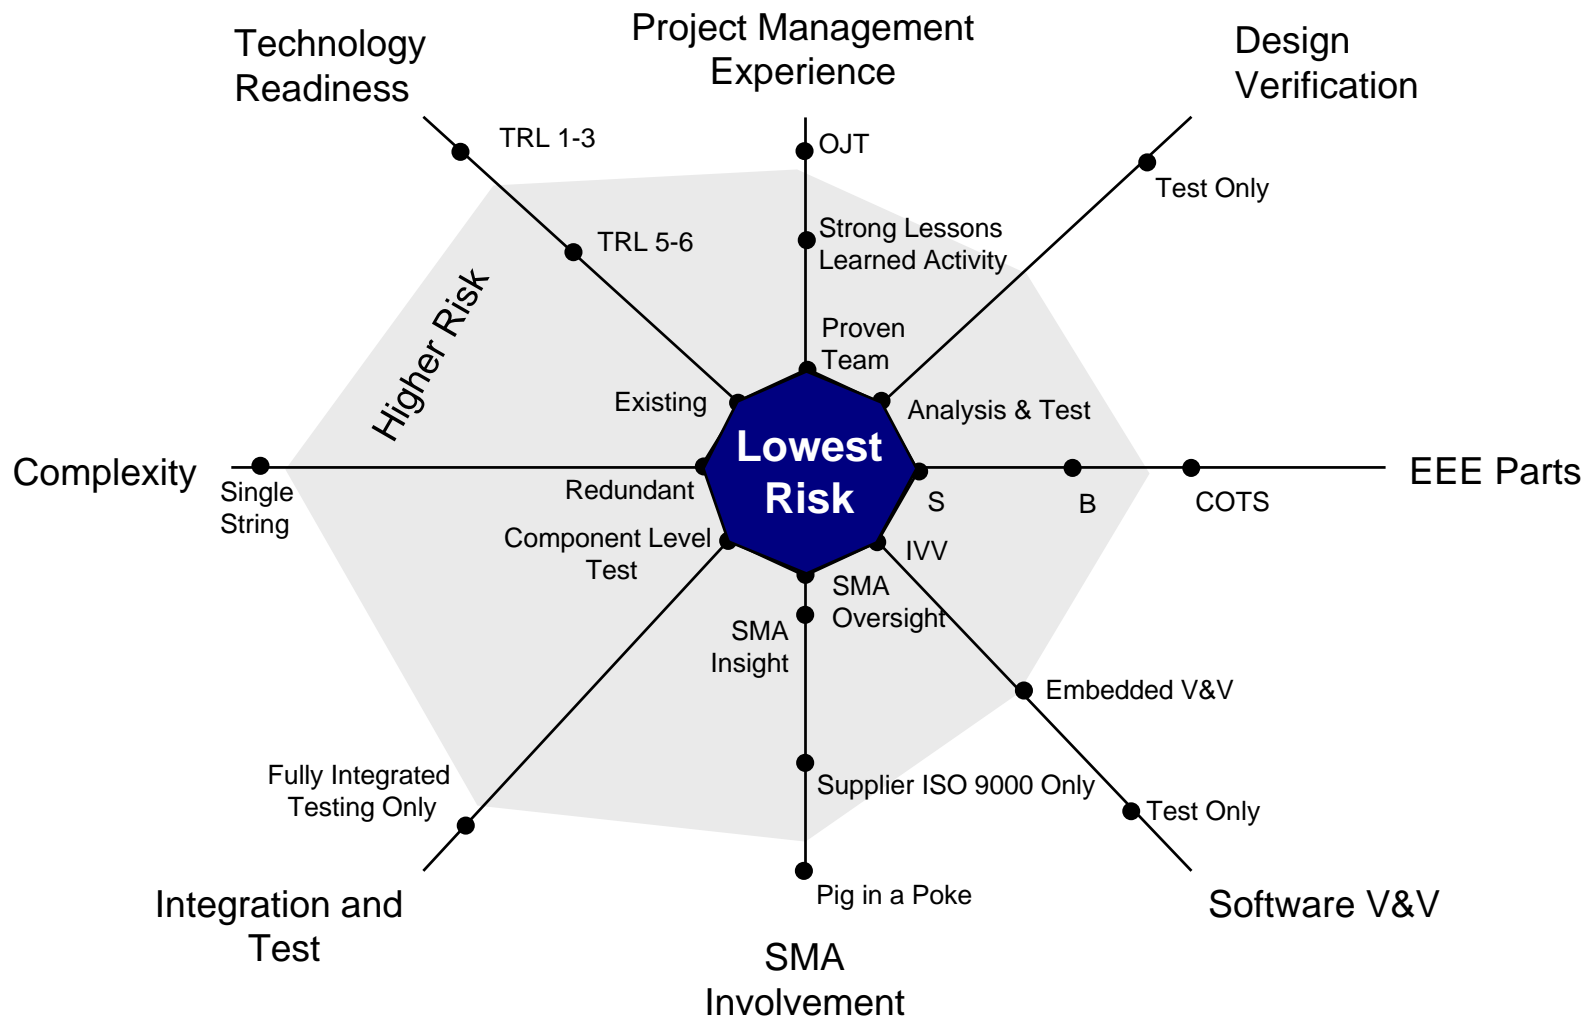 Technology
Readiness
Project Management
Experience
Design
Verification
TRL 1-3
OJT
Test Only
TRL 5-6
Strong Lessons
Learned Activity
Higher Risk
Proven
Team
Existing
Analysis & Test
Lowest
Risk
Complexity
EEE Parts
Single
String
Redundant
S
B
COTS
Component Level
Test
IVV
SMA
Oversight
SMA
Insight
Embedded V&V
Fully Integrated
Testing Only
Supplier ISO 9000 Only
Test Only
Pig in a Poke
Integration and
Test
Software V&V
SMA
Involvement